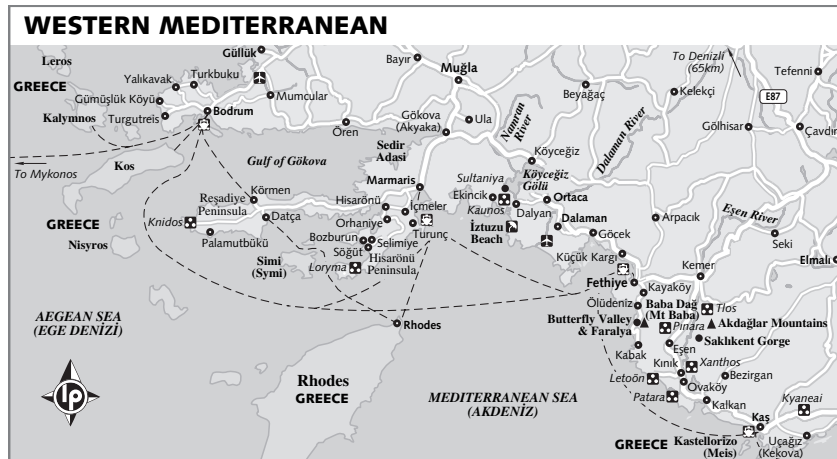 WESTERN MEDITERRANEAN
Leros
GREECE
Yalıkavak
Turkbuku
Güllük
Gümüşlük Köyü
Kalymnos
Turgutreis
Bodrum
Mumcular
Bayır
Muğla
To Denizli
(65km)
Tefenni
E87
Beyağaç
Kelekçi
Gölhisar
Çavdır
Ören
Gökova
(Akyaka)
Ula
Namran
River
Dalaman River
Kos
To Mykonos
Gulf of Gökova
Sedir
Adası
Köyceğiz
Marmaris
Sultaniya
Köyceğiz
Gölü
Ekincik
Kaunos
Ortaca
Dalyan
Dalaman
Arpacık
Eşen River
Körmen
Reşadiye
Peninsula
Hisarönü
İçmeler
GREECE
Knidos
Datça
Orhaniye
Turunç
İztuzu
Beach
Göcek
Seki
Nisyros
Palamutbükü
Bozburun
Selimiye
Söğüt
Hisarönü
Peninsula
Simi
(Symi)
Loryma
Küçük Kargı
Elmalı
Kemer
Fethiye
Kayaköy
Ölüdeniz
Baba Dağ
(Mt Baba)
Tlos
AEGEAN SEA
(EGE DENİZİ)
Rhodes
Butterfly Valley
& Faralya
Pınara
Akdağlar Mountains
Saklıkent Gorge
Kabak
Eşen
Xanthos
Rhodes
GREECE
MEDITERRANEAN SEA
(AKDENİZ)
Kınık
Letoön
Bezirgan
Ovaköy
Patara
Kalkan
Kyaneai
Kaş
GREECE
Kastellorizo
(Meis)
Uçağız
(Kekova)
lp